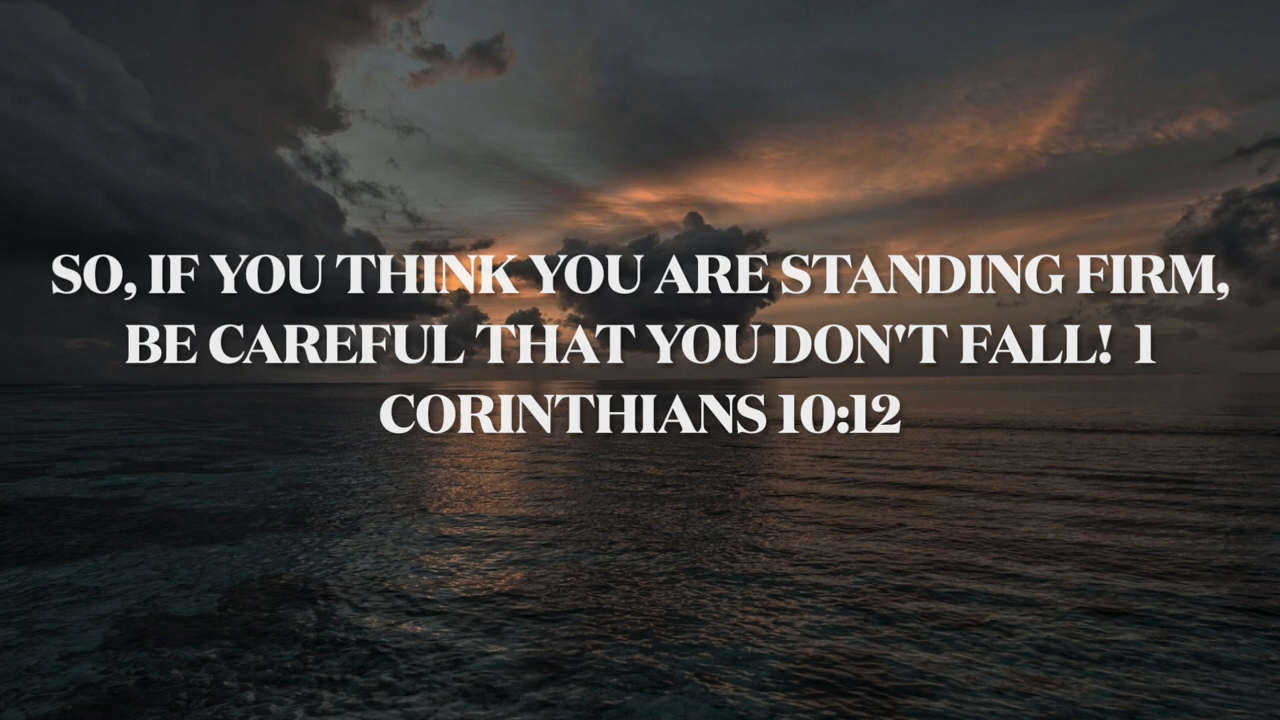 SO, IF YOU THINK YOU ARE STANDING FIRM,
BE CAREFUL THAT YOU DON'T FALL! 1
CORINTHIANS 10:12